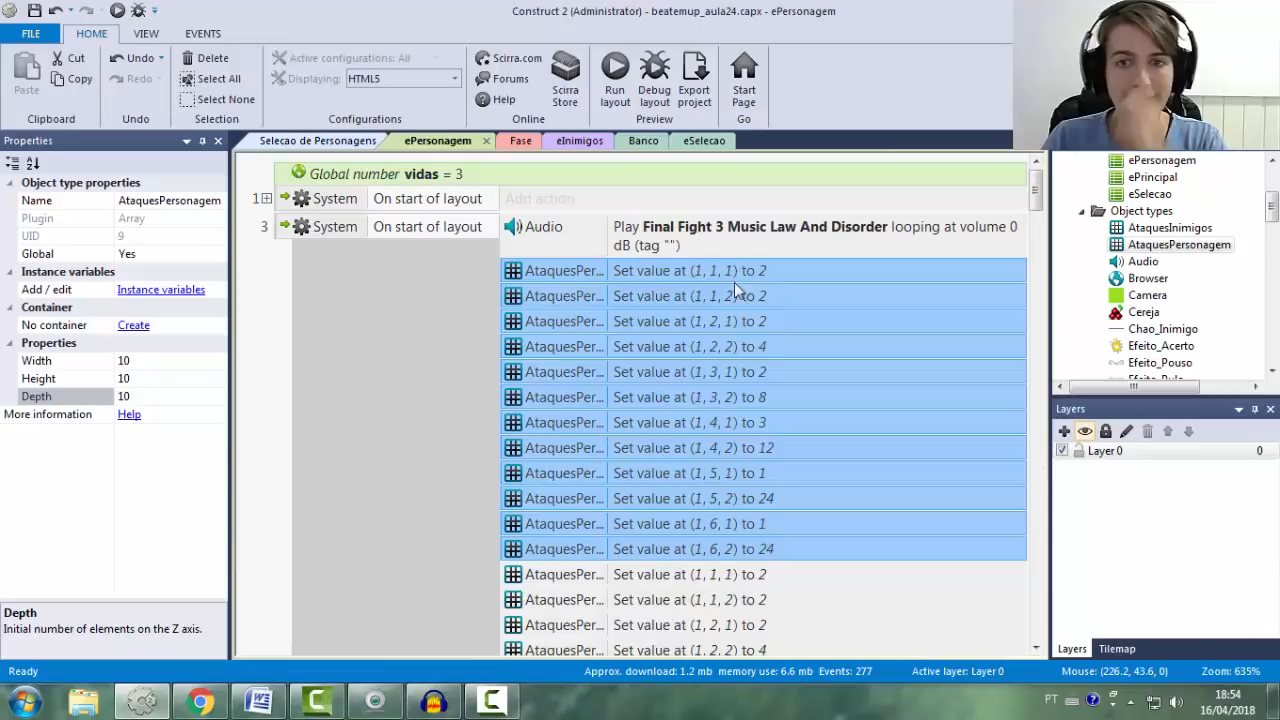 Construct 2 (Administrator) - beatemup_aula24.capx - ePersonagem
FILE
HOME
VIEW
EVENTS
Paste
Cut
Copy
Clipboard
Undo
Redo
Undo
Delete
Select All
Select None
Selection
Active configurations: All
Displaying:
HTML5
Configurations
Scirra.com
Forums
Help
Scirra Store
Online
Run layout
Debug layout
Export project
Preview
Start Page
Go
Properties
Object type properties
Name AtaquesPersonagem
Plugin Array
UID 9
Global Yes
Instance variables
Add / edit Instance variables
Container
No container Create
Properties
Width 10
Height 10
Depth 10
More information Help
Depth
Initial number of elements on the Z axis.
Selecao de Personagens
ePersonagem
Fase
eInimigos
Banco
eSelecao
Global number vidas = 3
1 System On start of layout Add action
3 System On start of layout Audio Play Final Fight 3 Music Law And Disorder looping at volume 0 dB (tag "")
AtaquesPer... Set value at (1, 1, 1) to 2
AtaquesPer... Set value at (1, 1, 2) to 2
AtaquesPer... Set value at (1, 2, 1) to 2
AtaquesPer... Set value at (1, 2, 2) to 4
AtaquesPer... Set value at (1, 3, 1) to 2
AtaquesPer... Set value at (1, 3, 2) to 8
AtaquesPer... Set value at (1, 4, 1) to 3
AtaquesPer... Set value at (1, 4, 2) to 12
AtaquesPer... Set value at (1, 5, 1) to 1
AtaquesPer... Set value at (1, 5, 2) to 24
AtaquesPer... Set value at (1, 6, 1) to 1
AtaquesPer... Set value at (1, 6, 2) to 24
AtaquesPer... Set value at (1, 1, 1) to 2
AtaquesPer... Set value at (1, 1, 2) to 2
AtaquesPer... Set value at (1, 2, 1) to 2
AtaquesPer... Set value at (1, 2, 2) to 4
ePersonagem
ePrincipal
eSelecao
Object types
AtaquesInimigos
AtaquesPersonagem
Audio
Browser
Camera
Cereja
Chao_Inimigo
Efeito_Acerto
Efeito_Pouso
Layers
Layer 0 0
Layers
Tilemap
Ready
Approx. download: 1.2 mb
memory use: 6.6 mb
Events: 277
Active layer: Layer 0
Mouse: (226.2, 43.6, 0)
Zoom: 635%
PT
18:54
16/04/2018